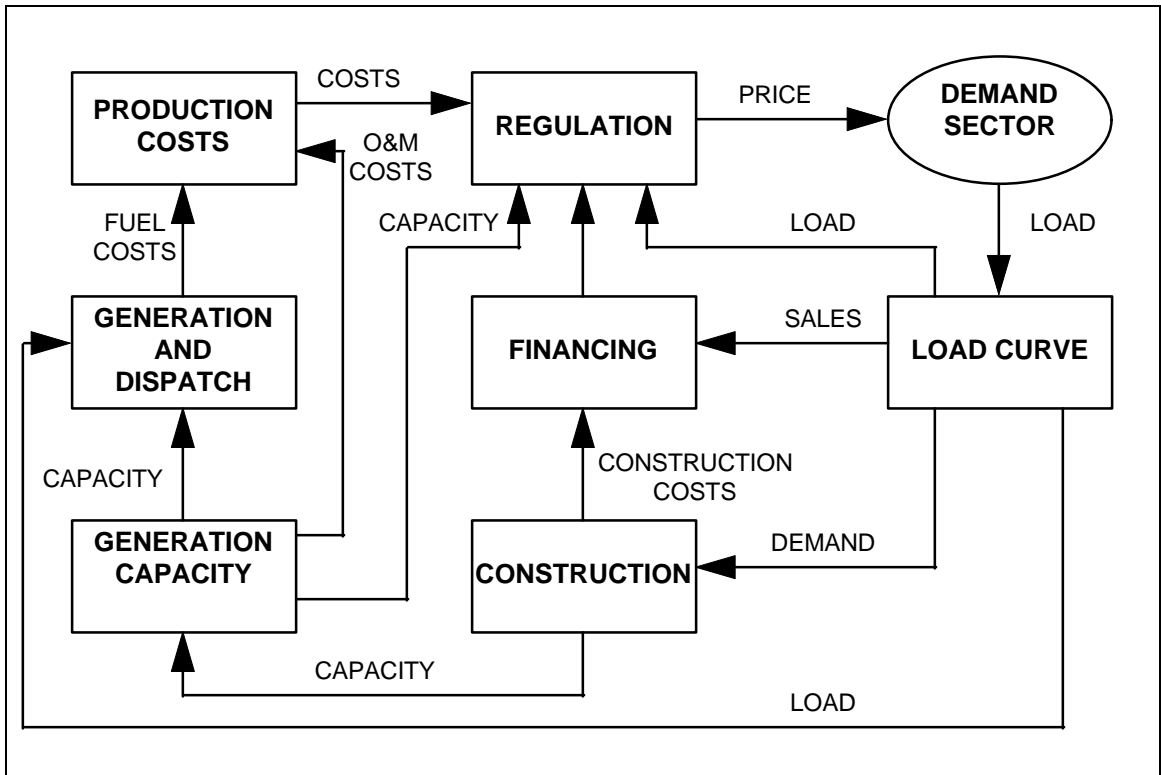 COSTS
PRODUCTION
COSTS
REGULATION
PRICE
DEMAND
SECTOR
O&M
COSTS
FUEL
COSTS
CAPACITY
LOAD
LOAD
GENERATION
AND
DISPATCH
FINANCING
SALES
LOAD CURVE
CAPACITY
CONSTRUCTION
COSTS
GENERATION
CAPACITY
CONSTRUCTION
DEMAND
CAPACITY
LOAD